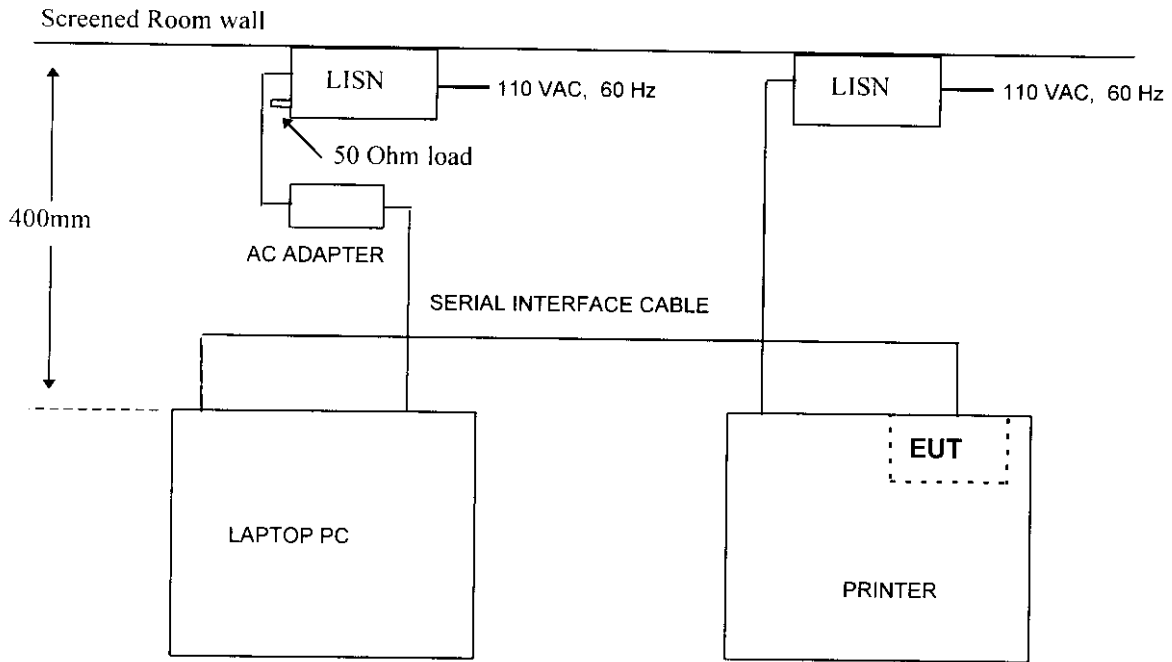 Screened Room wall
LISN
110 VAC, 60 Hz
LISN
110 VAC, 60 Hz
50 Ohm load
400mm
AC ADAPTER
SERIAL INTERFACE CABLE
EUT
LAPTOP PC
PRINTER